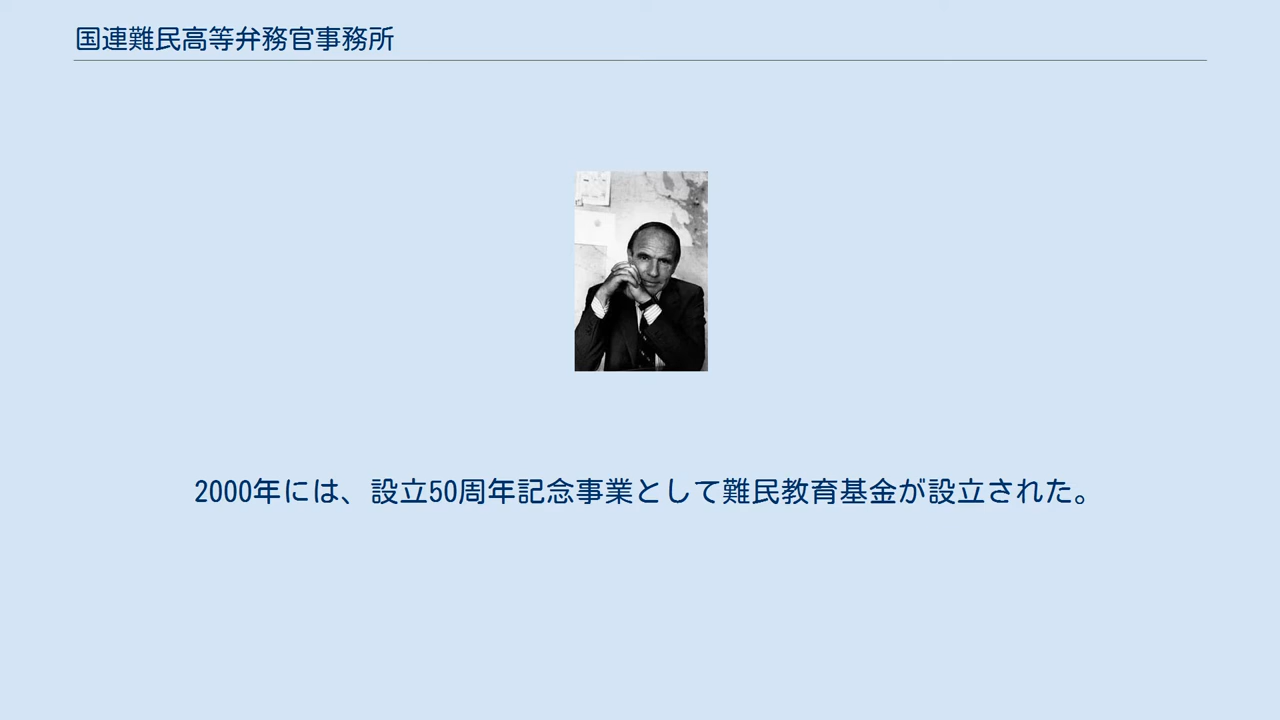 国連難民高等弁務官事務所
2000年には、設立50周年記念事業として難民教育基金が設立された。